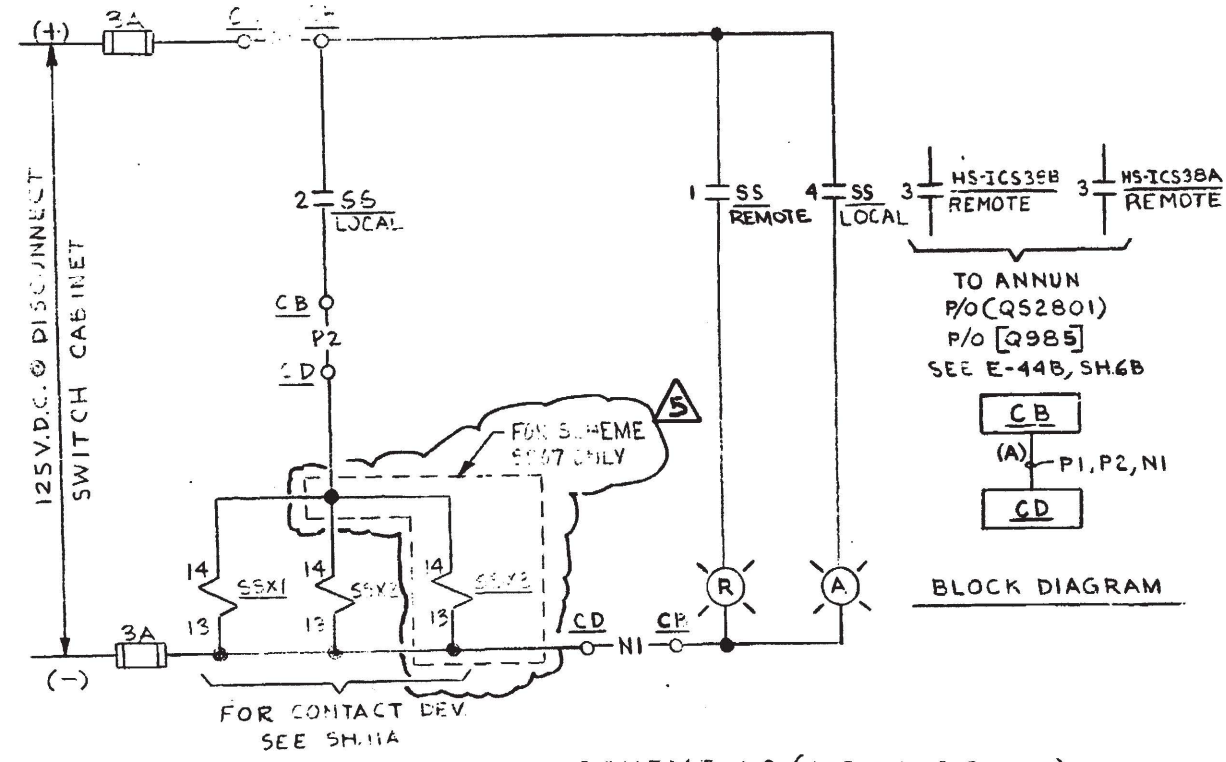 (+)
3A
125 V.D.C. @ DISCONNECT
SWITCH CABINET
2 SS
LOCAL
1 SS
REMOTE
4 SS
LOCAL
3
REMOTE
3 HS-ICS38A
REMOTE
CB
P2
CD
TO ANNUN
P/O (QS2801)
P/O [Q985]
SEE E-44B, SH.6B
CB
(A)
P1, P2, N1
CD
BLOCK DIAGRAM
5
FOR SCHEME
ONLY
14
SSX1
13
14
13
14
13
R
A
CD
N1
CB
3A
(-)
FOR CONTACT DEV.
SEE SH.11A